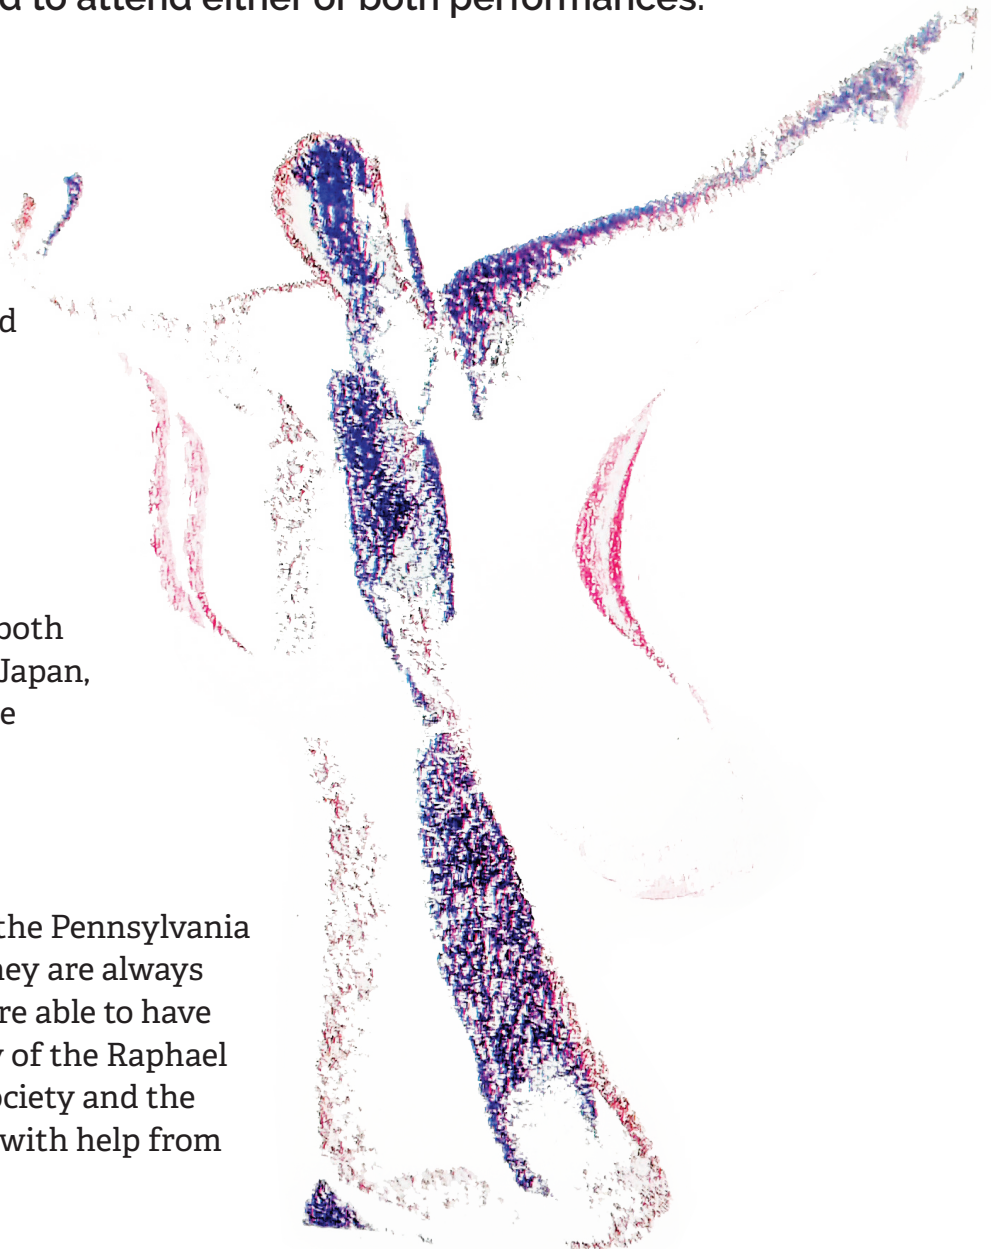 d to attend either or both performances.
d
both
Japan,
e
the Pennsylvania
hey are always
re able to have
y of the Raphael
ociety and the
with help from